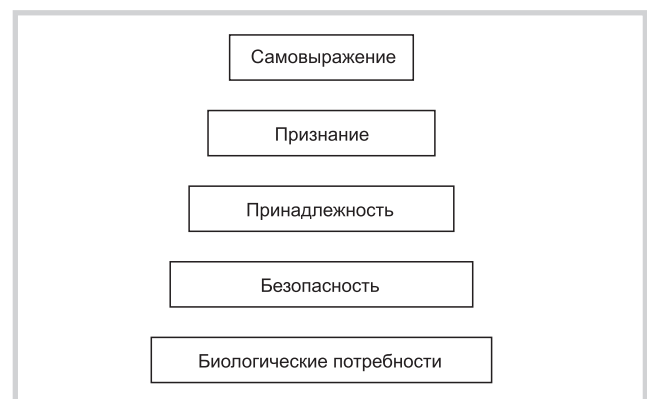 Самовыражение
Признание
Принадлежность
Безопасность
Биологические потребности